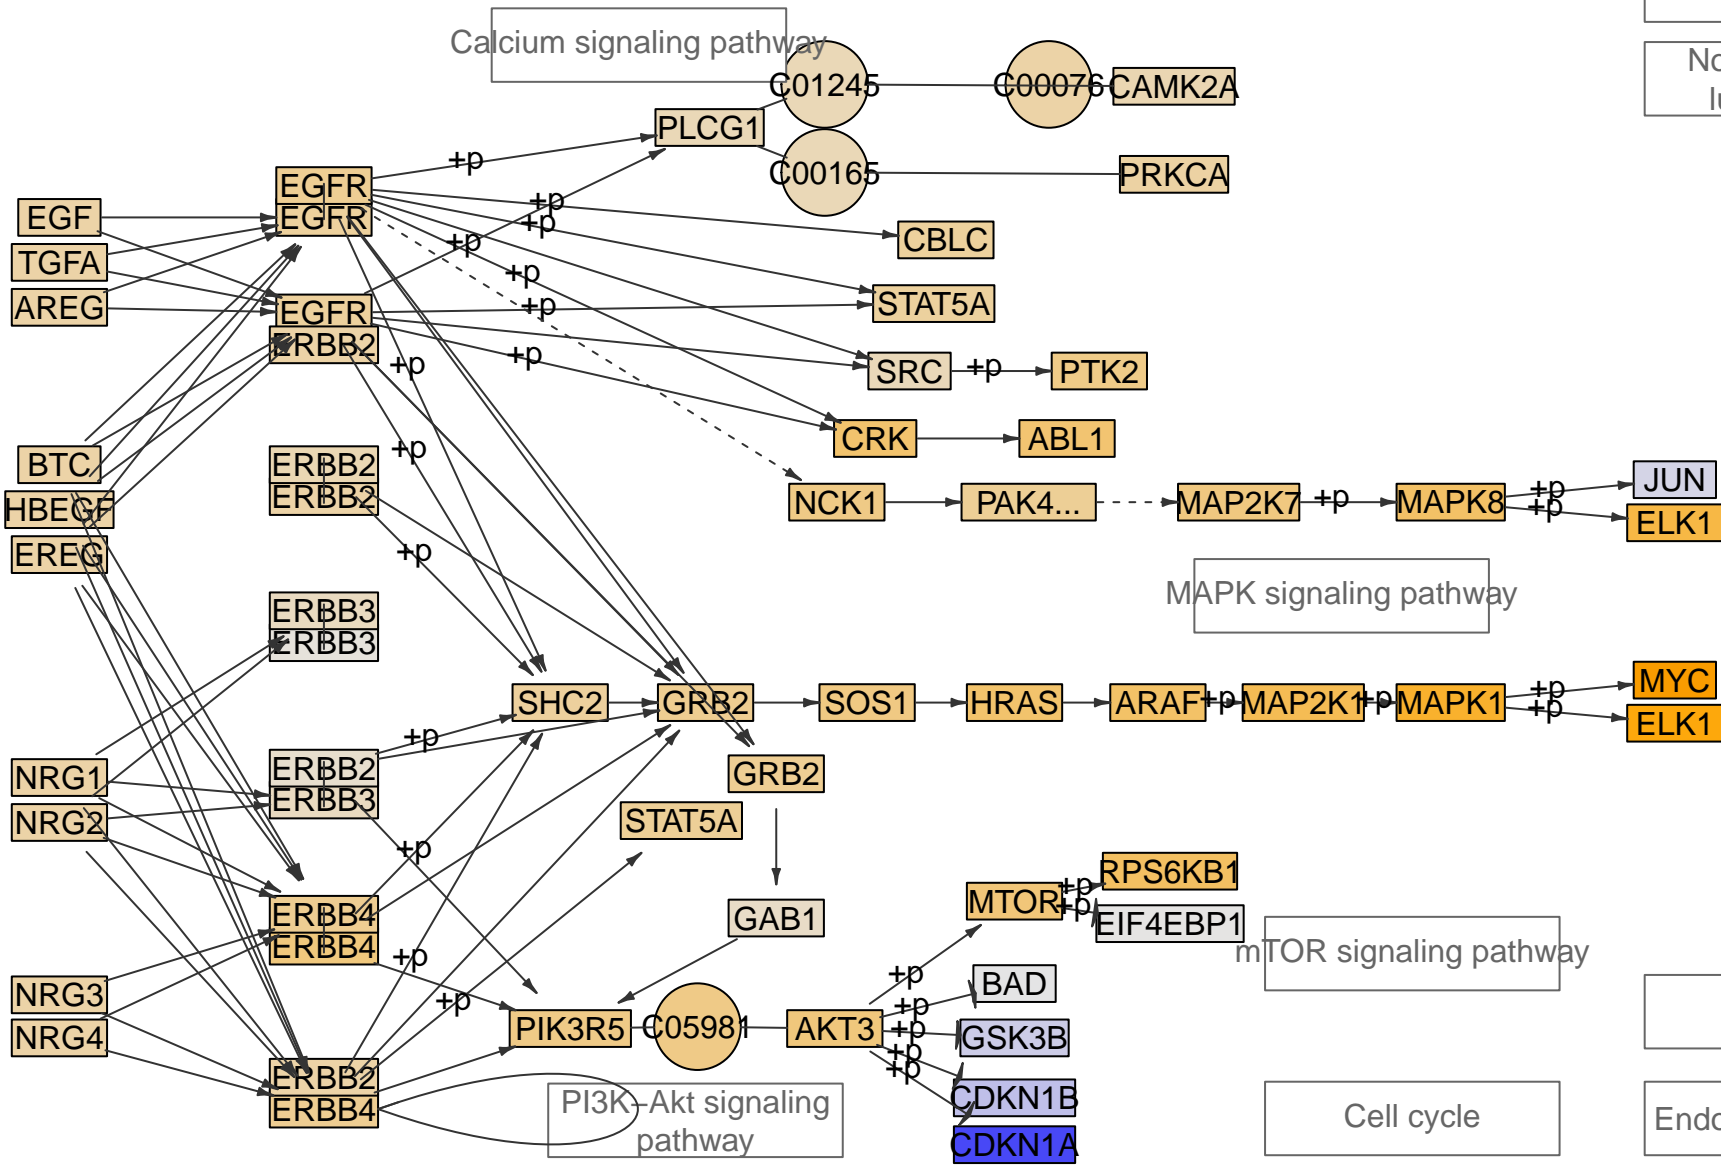 Calcium signaling pathway
C01245
C00076
CAMK2A
No
lu
PLCG1
+p
C00165
PRKCA
EGFR
EGFR
EGF
+p
+p
CBLC
TGFA
+p
+p
AREG
EGFR
+p
STAT5A
ERBB2
+p
+p
SRC
+p
PTK2
CRK
ABL1
BTC
ERBB2
+p
ERBB2
HBEGF
NCK1
PAK4...
MAP2K7
+p
MAPK8
+p
+p
JUN
ELK1
EREG
+p
MAPK signaling pathway
ERBB3
ERBB3
SHC2
GRB2
SOS1
HRAS
ARAF
+p
MAP2K1
+p
MAPK1
+p
+p
MYC
ELK1
+p
NRG1
ERBB2
ERBB3
GRB2
NRG2
STAT5A
+p
ERBB4
ERBB4
GAB1
MTOR
+p
+p
RPS6KB1
EIF4EBP1
mTOR signaling pathway
+p
+p
BAD
NRG3
+p
+p
NRG4
PIK3R5
C05981
AKT3
+p
+p
+p
GSK3B
ERBB2
ERBB4
PI3K–Akt signaling
pathway
CDKN1B
CDKN1A
Cell cycle
Endo